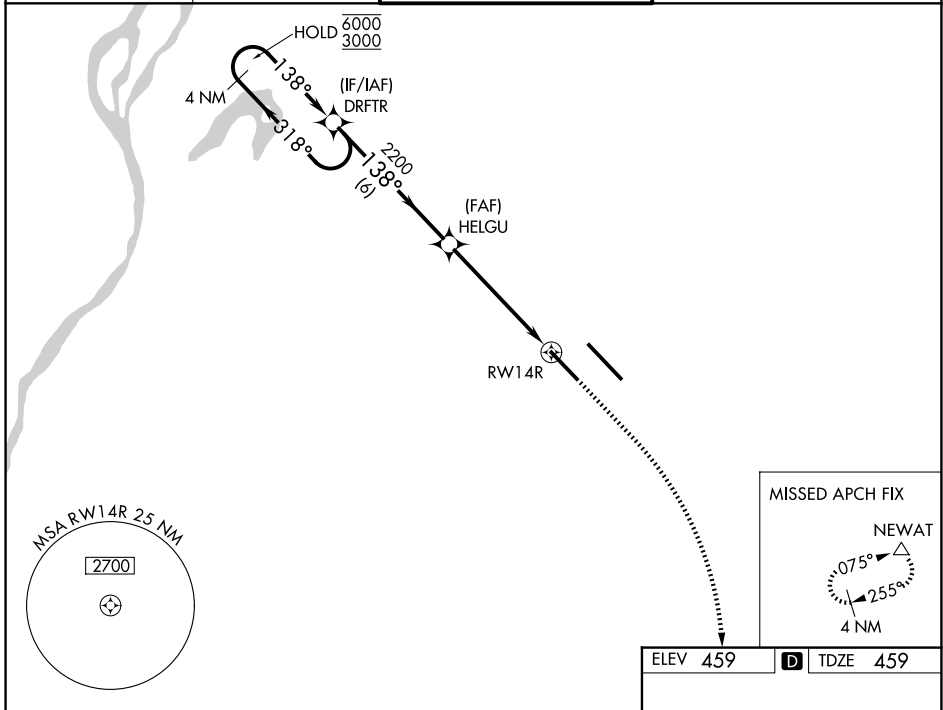 HOLD 6000
3000
138°
4 NM
(IF/IAF)
DRFTR
318°
2200
138°
(6)
(FAF)
HELGU
RW14R
MISSED APCH FIX
NEWAT
075°
255°
4 NM
MSA RW14R 25 NM
2700
ELEV 459 D TDZE 459